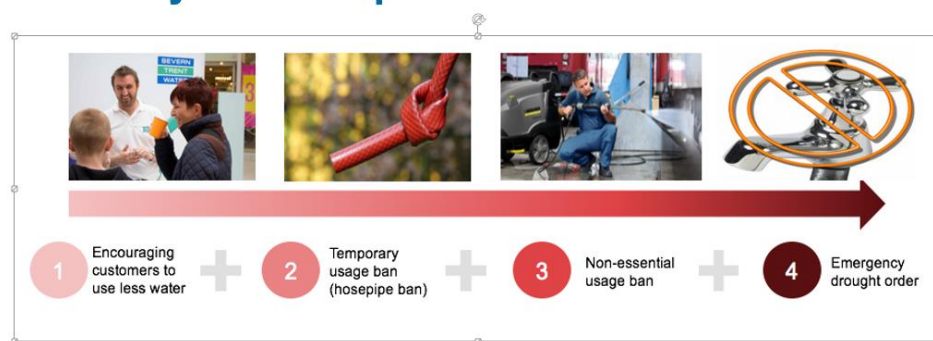 SEVERN
TRENT
WATER
1
Encouraging
customers to
use less water
2
Temporary
usage ban
(hosepipe ban)
3
Non-essential
usage ban
4
Emergency
drought order